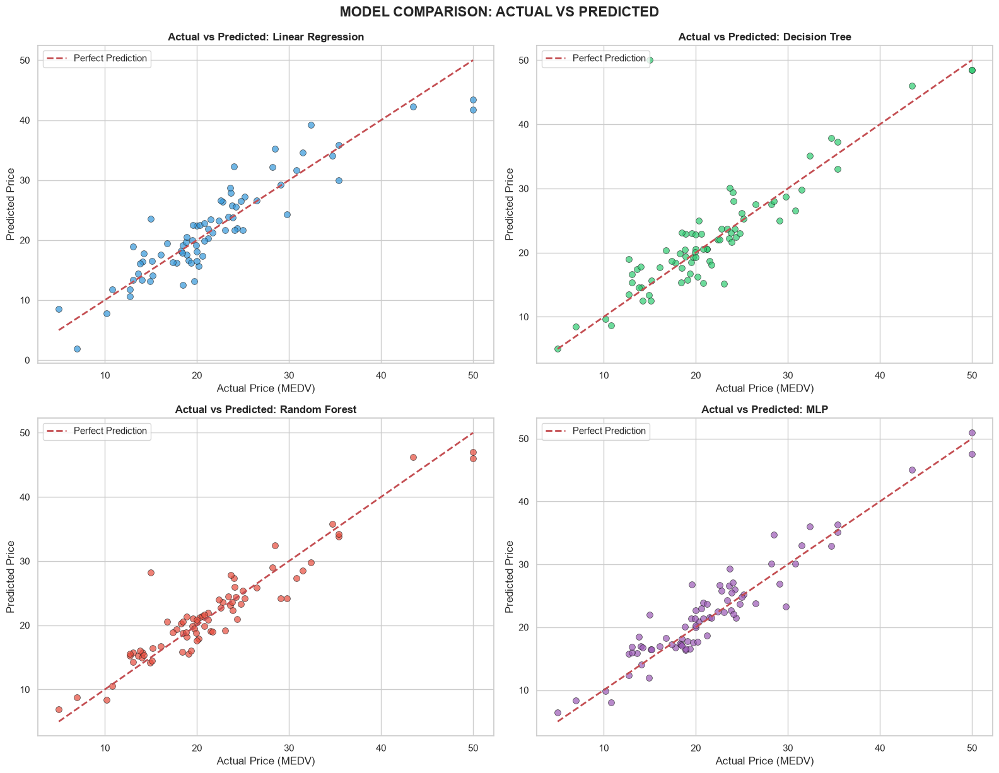 MODEL COMPARISON: ACTUAL VS PREDICTED
Actual vs Predicted: Linear Regression
Perfect Prediction
50
40
30
20
10
0
Predicted Price
10
20
30
40
50
Actual Price (MEDV)
Actual vs Predicted: Decision Tree
Perfect Prediction
50
40
30
20
10
Predicted Price
10
20
30
40
50
Actual Price (MEDV)
Actual vs Predicted: Random Forest
Perfect Prediction
50
40
30
20
10
Predicted Price
10
20
30
40
50
Actual Price (MEDV)
Actual vs Predicted: MLP
Perfect Prediction
50
40
30
20
10
Predicted Price
10
20
30
40
50
Actual Price (MEDV)